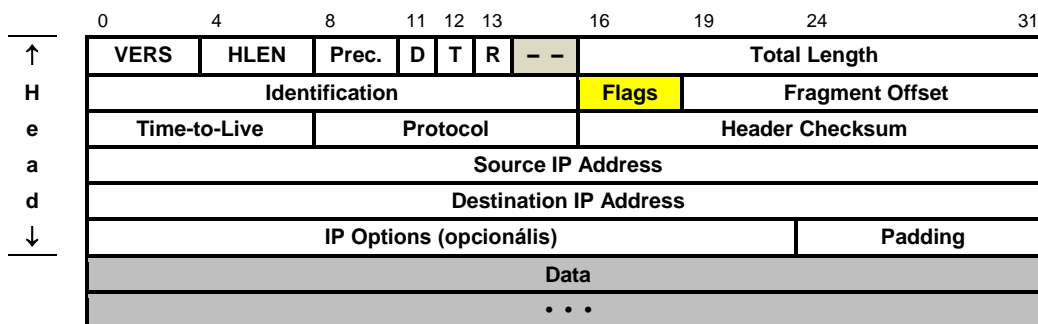 0 4 8 11 12 13 16 19 24 31
↑ VERS HLEN Prec. D T R – – Total Length
H Identification Flags Fragment Offset
e Time-to-Live Protocol Header Checksum
a Source IP Address
d Destination IP Address
↓ IP Options (opcionális) Padding
Data
• • •